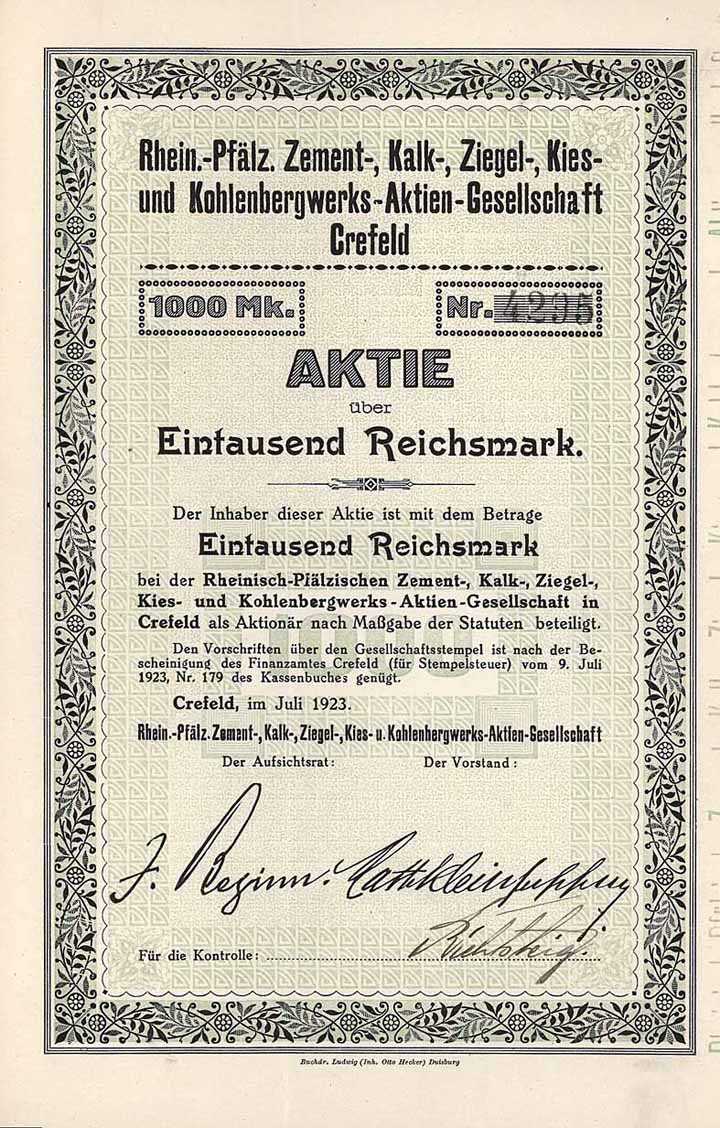 Rhein.-Pfälz. Zement-, Kalk-, Ziegel-, Kies-
und Kohlenbergwerks-Aktien-Gesellschaft
Crefeld
1000 Mk. Nr. 4295
AKTIE
über
Eintausend Reichsmark.
Der Inhaber dieser Aktie ist mit dem Betrage
Eintausend Reichsmark
bei der Rheinisch-Pfälzischen Zement-, Kalk-, Ziegel-,
Kies- und Kohlenbergwerks-Aktien-Gesellschaft in
Crefeld als Aktionär nach Maßgabe der Statuten beteiligt.
Den Vorschriften über den Gesellschaftsstempel ist nach der Be-
scheinigung des Finanzamtes Crefeld (für Stempelsteuer) vom 9. Juli
1923, Nr. 179 des Kassenbuches genügt.
Crefeld, im Juli 1923.
Rhein.-Pfälz. Zement-, Kalk-, Ziegel-, Kies- u. Kohlenbergwerks-Aktien-Gesellschaft
Der Aufsichtsrat: Der Vorstand:
Für die Kontrolle:
Buchdr. Ludwig (Inh. Otto Hecker) Duisburg